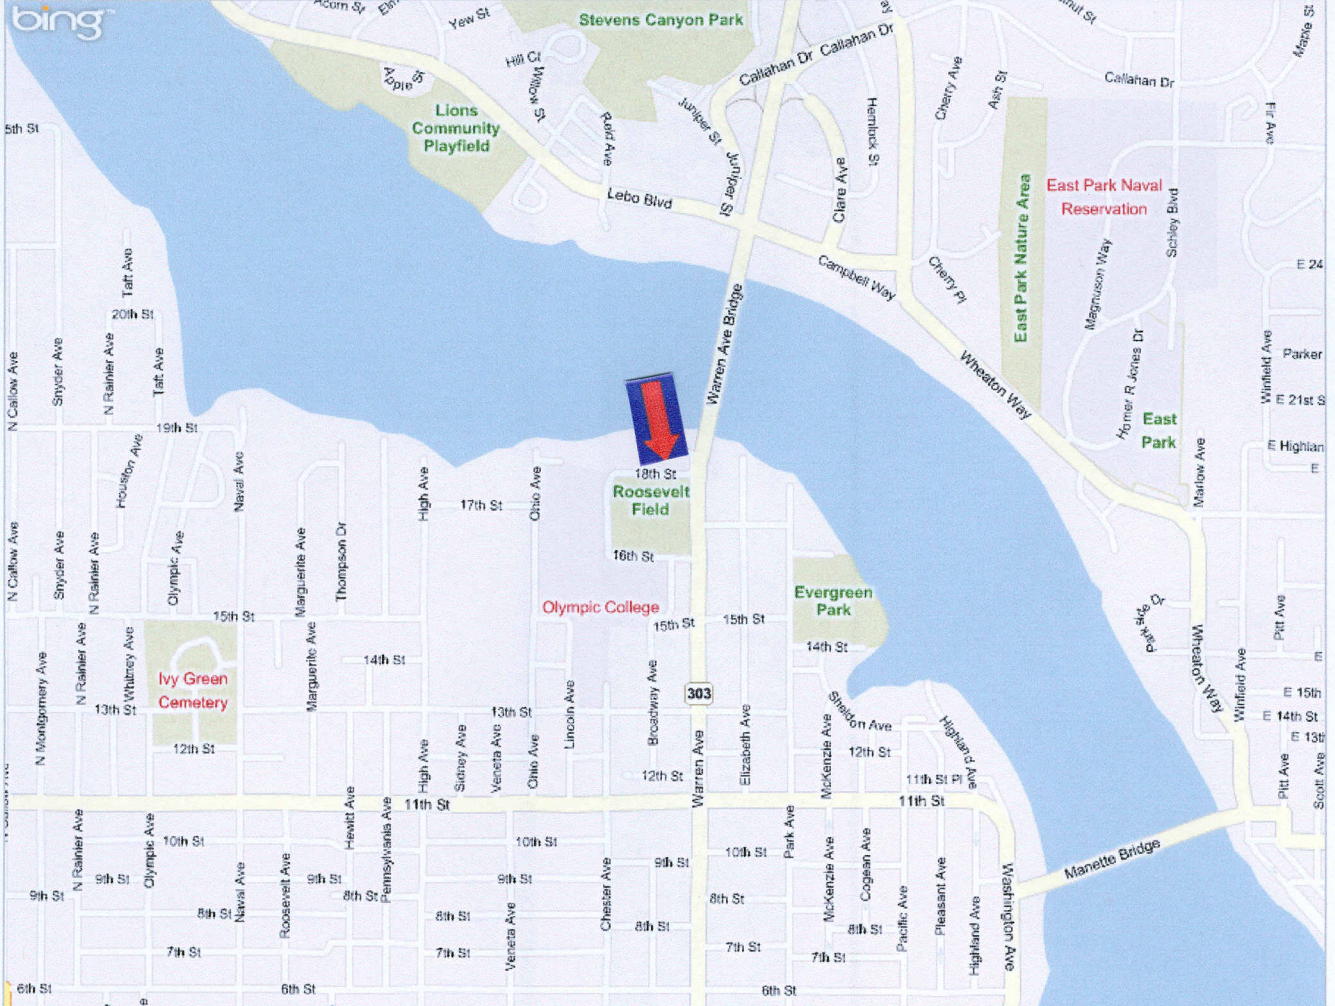 bing
Acorn St
Elm
Yew St
Stevens Canyon Park
Callahan Dr
Callahan Dr
Maple St
Hill Ct
Willow St
Apple St
Juniper St
Juniper St
Hemlock St
Cherry Ave
Ash St
Callahan Dr
Fir Ave
Lions
Community
Playfield
Reid Ave
5th St
Lebo Blvd
Clare Ave
East Park Nature Area
East Park Naval
Reservation
Schley Blvd
Magnuson Way
E 24
Taft Ave
20th St
Campbell Way
Cherry Pl
Warren Ave Bridge
Wheaton Way
Homer R Jones Dr
Winfield Ave
Parker
N Callow Ave
Snyder Ave
N Rainier Ave
Taft Ave
E 21st S
East
Park
19th St
E Highlan
E
Houston Ave
Naval Ave
High Ave
17th St
Ohio Ave
18th St
Roosevelt
Field
Marlow Ave
N Callow Ave
Snyder Ave
N Rainier Ave
Olympic Ave
Marguerite Ave
Thompson Dr
16th St
Evergreen
Park
Olympic College
15th St
15th St
15th St
14th St
Parkside Dr
Pitt Ave
Wheaton Way
Winfield Ave
E
E 15th
E 14th St
E 13th
N Montgomery Ave
N Rainier Ave
Whitney Ave
Ivy Green
Cemetery
Marguerite Ave
14th St
13th St
13th St
12th St
Lincoln Ave
Broadway Ave
303
Elizabeth Ave
Sheldon Ave
McKenzie Ave
12th St
Highland Ave
11th St Pl
High Ave
Sidney Ave
Veneta Ave
Ohio Ave
12th St
Warren Ave
11th St
11th St
Pitt Ave
Scott Ave
N Rainier Ave
Olympic Ave
10th St
Hewitt Ave
Pennsylvania Ave
10th St
10th St
Park Ave
Manette Bridge
9th St
9th St
Naval Ave
Roosevelt Ave
9th St
8th St
9th St
9th St
Chester Ave
McKenzie Ave
Cogean Ave
Pacific Ave
Pleasant Ave
Highland Ave
Washington Ave
8th St
8th St
8th St
8th St
8th St
7th St
7th St
Veneta Ave
7th St
7th St
6th St
6th St
6th St